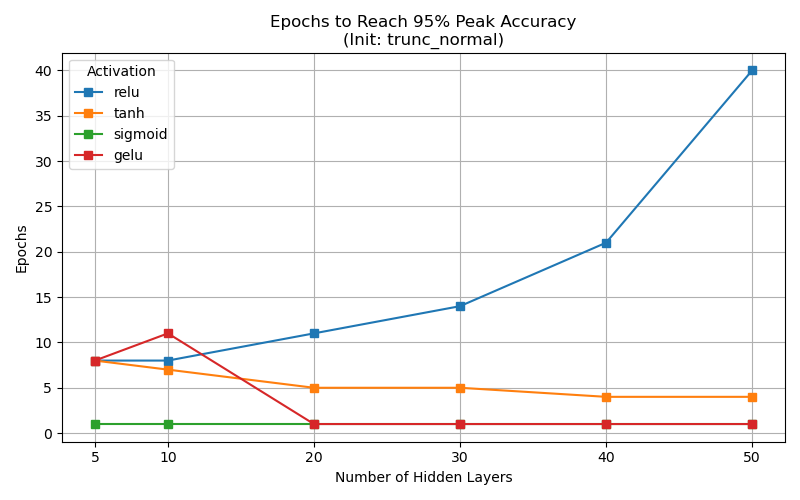 Epochs to Reach 95% Peak Accuracy
(Init: trunc_normal)
Activation
relu
tanh
sigmoid
gelu
Epochs
40
35
30
25
20
15
10
5
0
5 10 20 30 40 50
Number of Hidden Layers